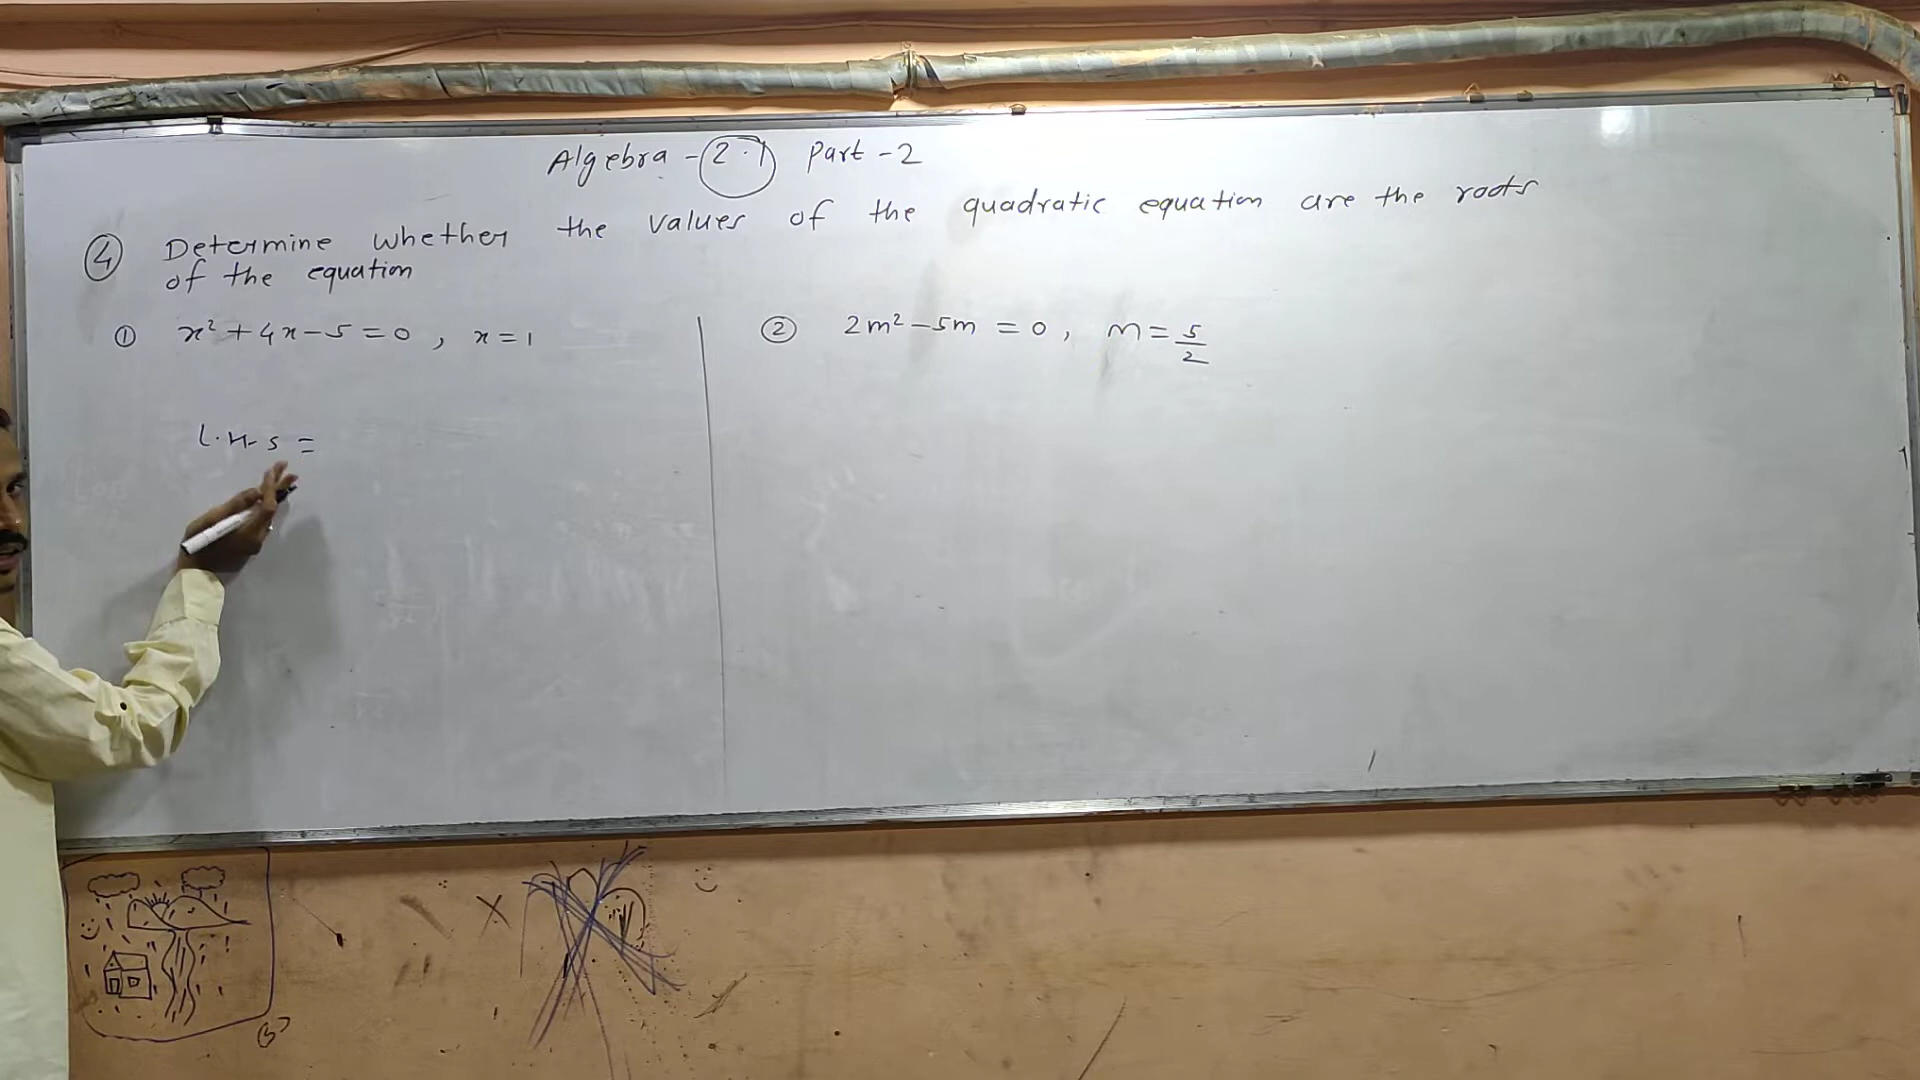 Algebra - 2.1 Part - 2
④ Determine whether the values of the quadratic equation are the roots
of the equation
① x² + 4x - 5 = 0 , x = 1
② 2m² - 5m = 0 , m = 5/2
L.H.S =